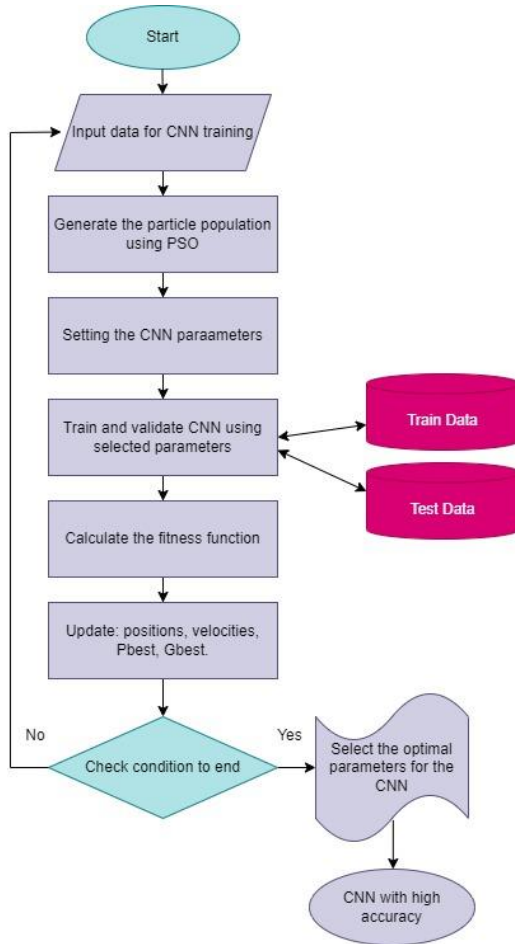 Start
Input data for CNN training
Generate the particle population
using PSO
Setting the CNN paraameters
Train and validate CNN using
selected parameters
Train Data
Test Data
Calculate the fitness function
Update: positions, velocities,
Pbest, Gbest.
No
Check condition to end
Yes
Select the optimal
parameters for the
CNN
CNN with high
accuracy